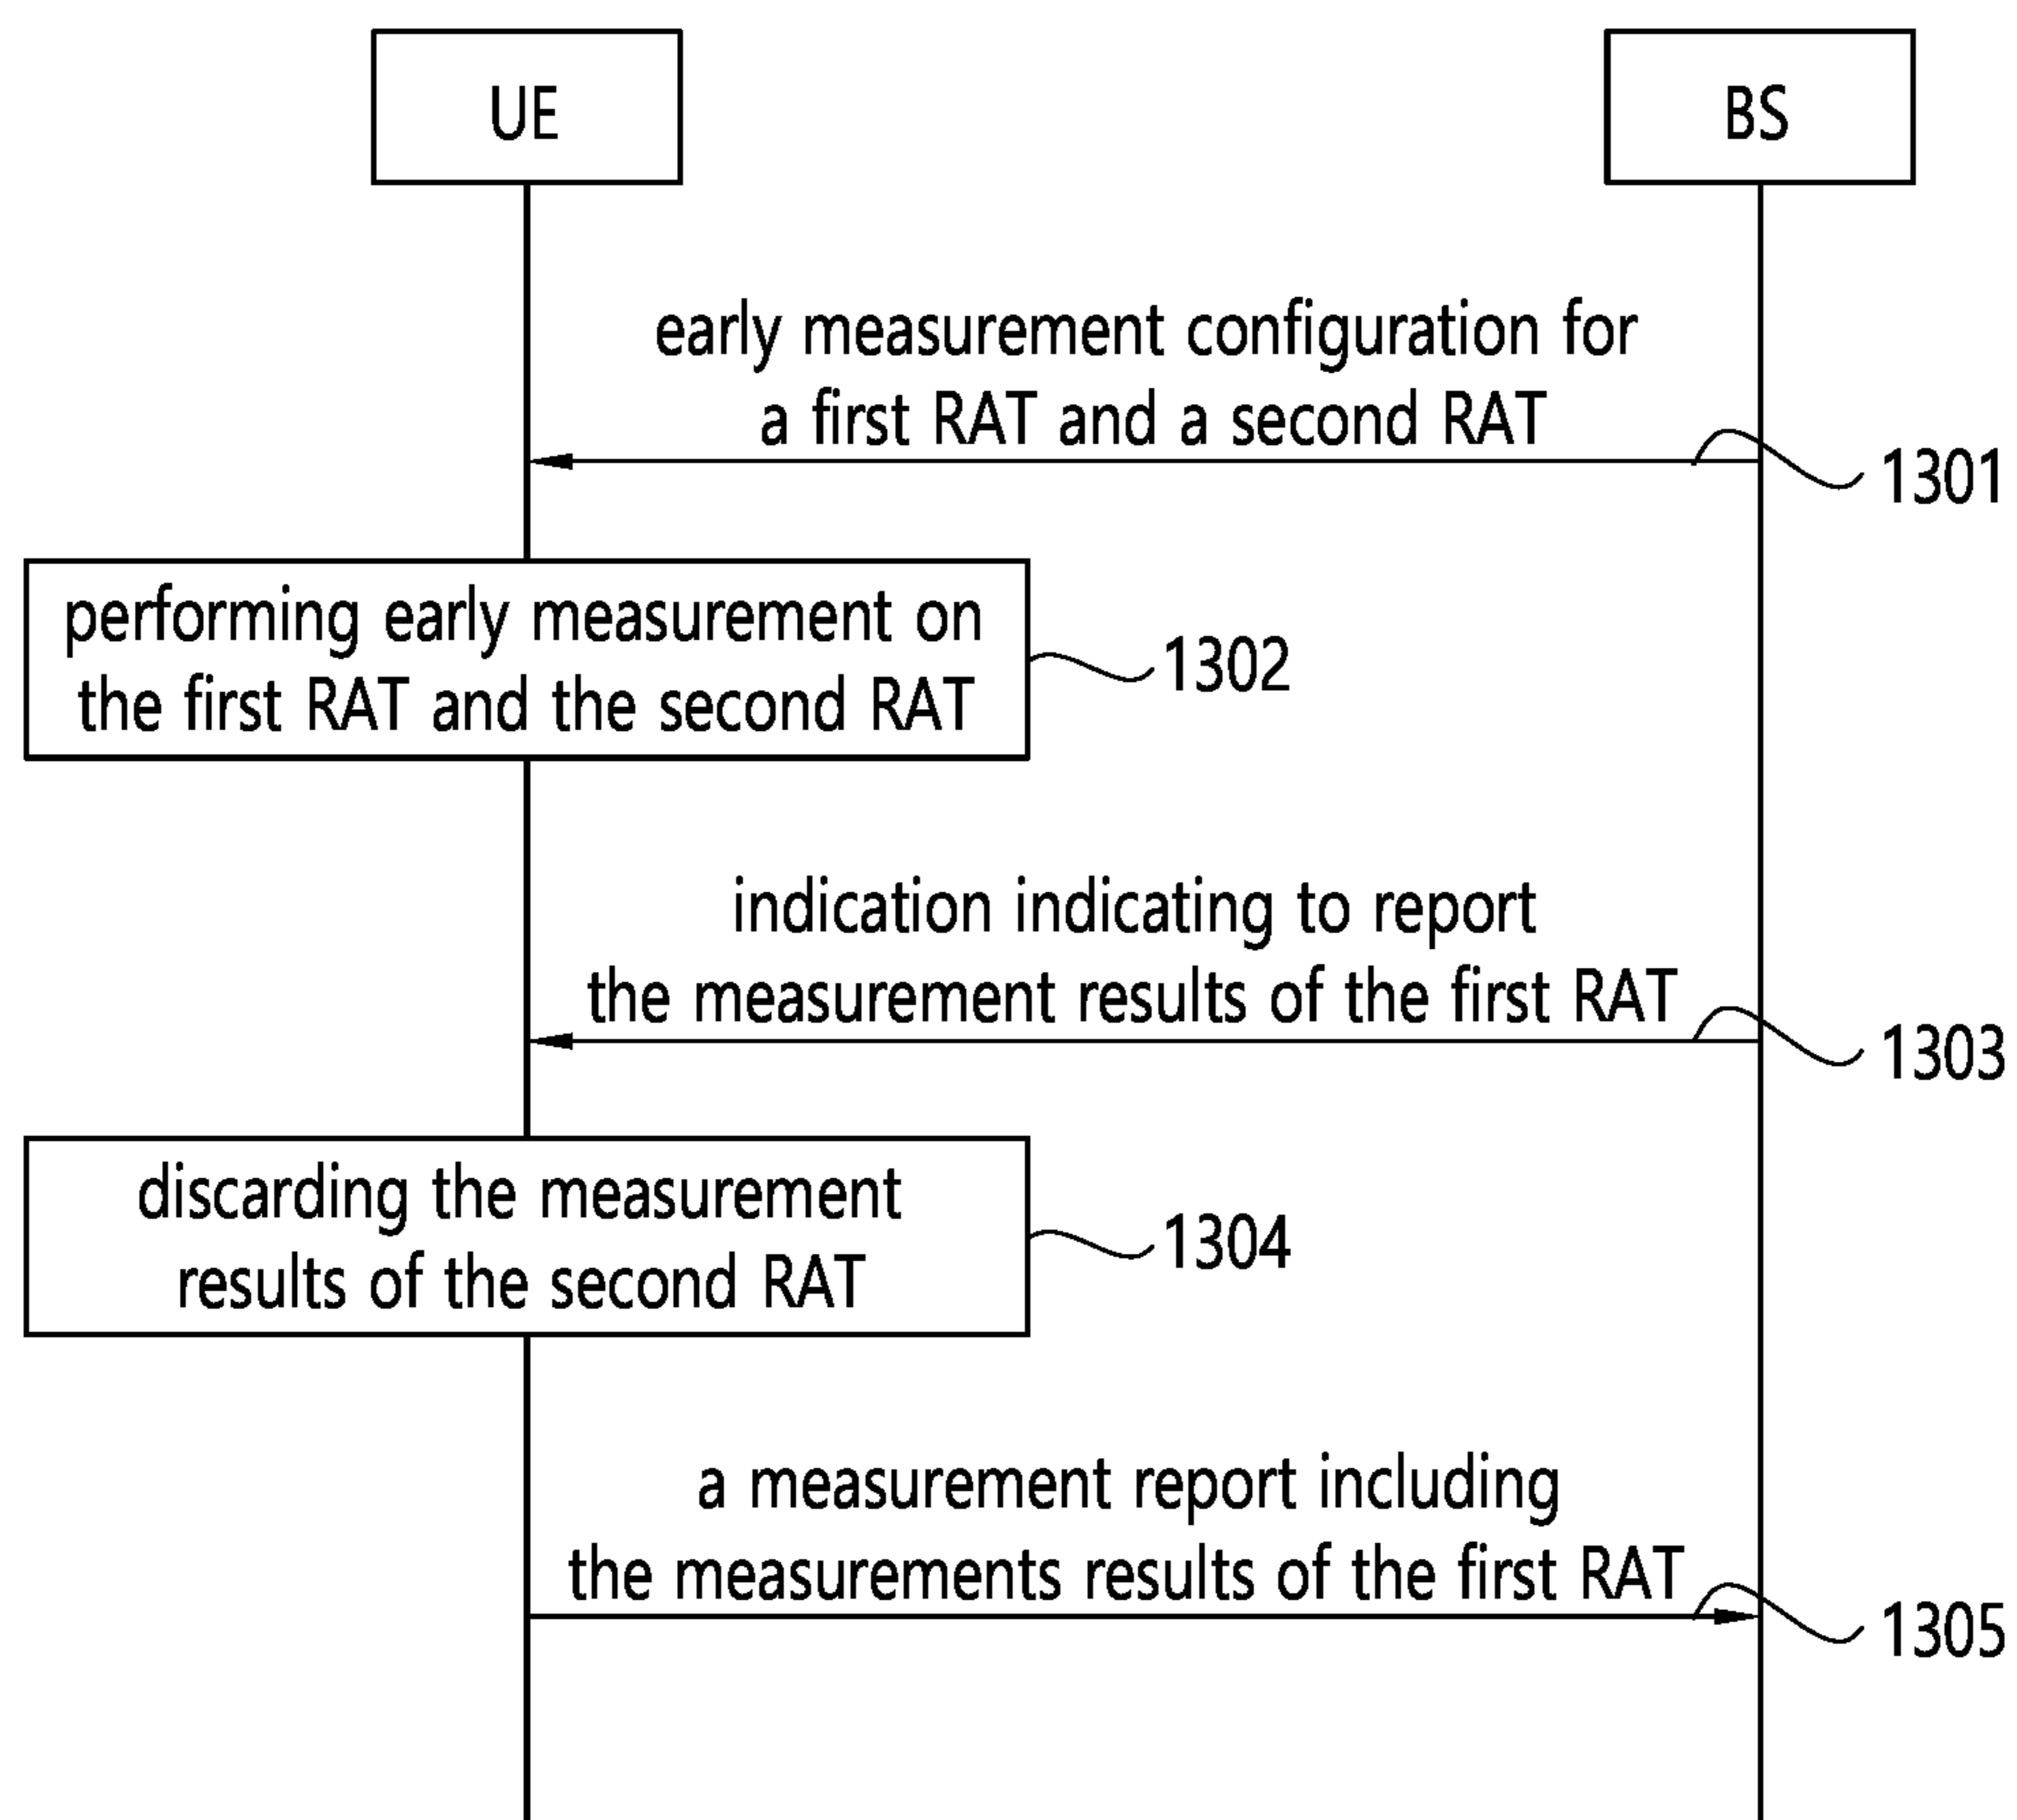 UE
BS
early measurement configuration for
a first RAT and a second RAT
1301
performing early measurement on
the first RAT and the second RAT
1302
indication indicating to report
the measurement results of the first RAT
1303
discarding the measurement
results of the second RAT
1304
a measurement report including
the measurements results of the first RAT
1305